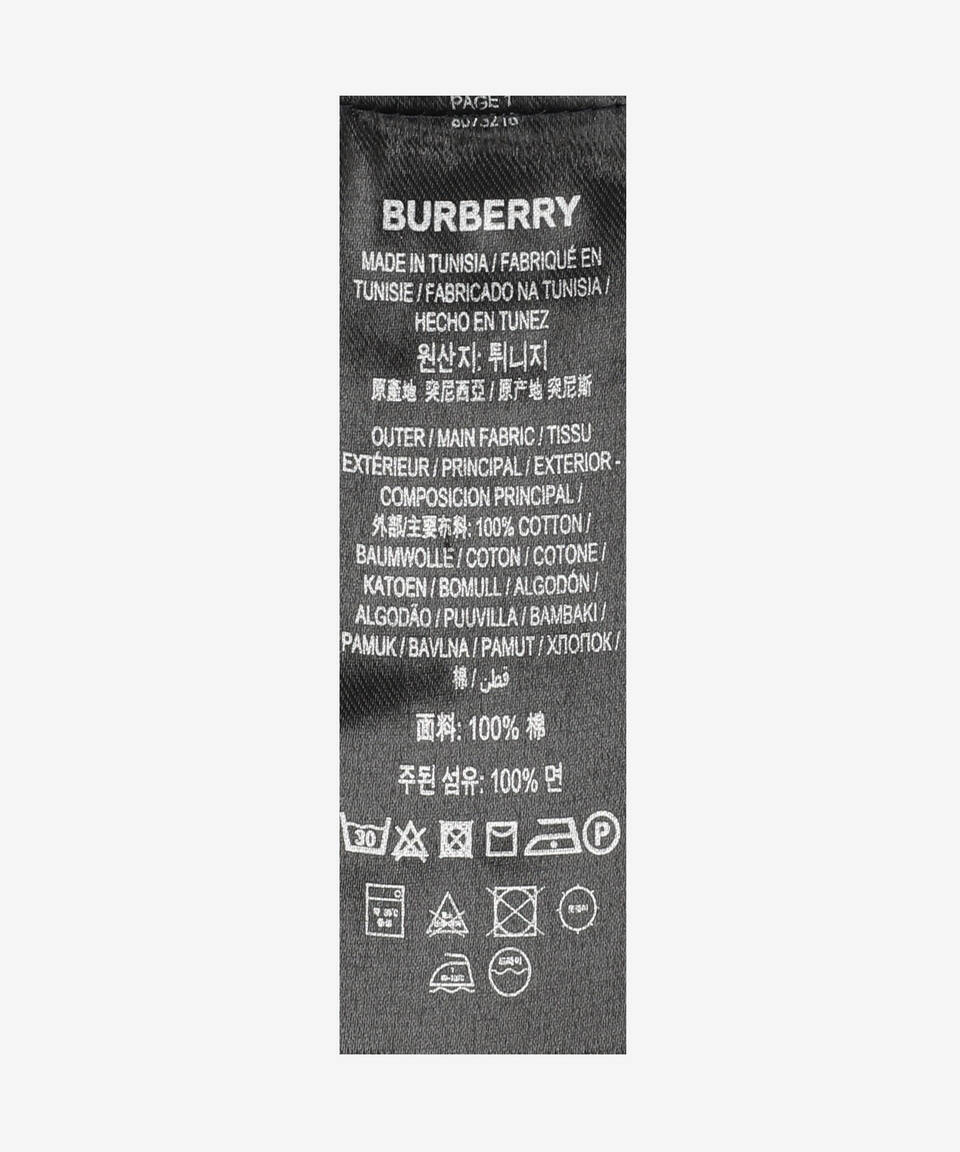 PAGE 1
8073216
BURBERRY
MADE IN TUNISIA / FABRIQUÉ EN
TUNISIE / FABRICADO NA TUNISIA /
HECHO EN TUNEZ
원산지: 튀니지
原產地 突尼西亞 / 原产地 突尼斯
OUTER / MAIN FABRIC / TISSU
EXTÉRIEUR / PRINCIPAL / EXTERIOR -
COMPOSICION PRINCIPAL /
外部/主要布料: 100% COTTON /
BAUMWOLLE / COTON / COTONE /
KATOEN / BOMULL / ALGODÓN /
ALGODÃO / PUUVILLA / BAMBAKI /
PAMUK / BAVLNA / PAMUT / ХЛОПОК /
棉 / قطن
面料: 100% 棉
주된 섬유: 100% 면
30 P